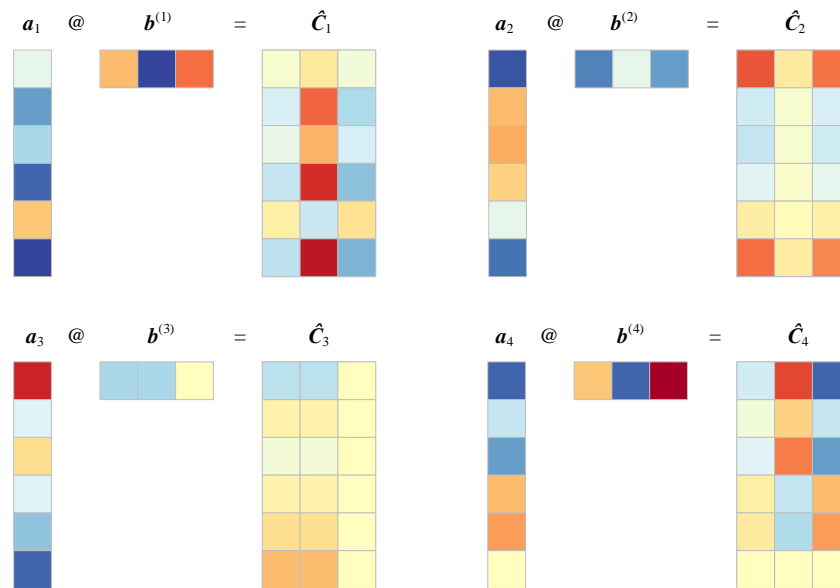 a₁ @ b⁽¹⁾ = Ĉ₁ a₂ @ b⁽²⁾ = Ĉ₂
a₃ @ b⁽³⁾ = Ĉ₃ a₄ @ b⁽⁴⁾ = Ĉ₄